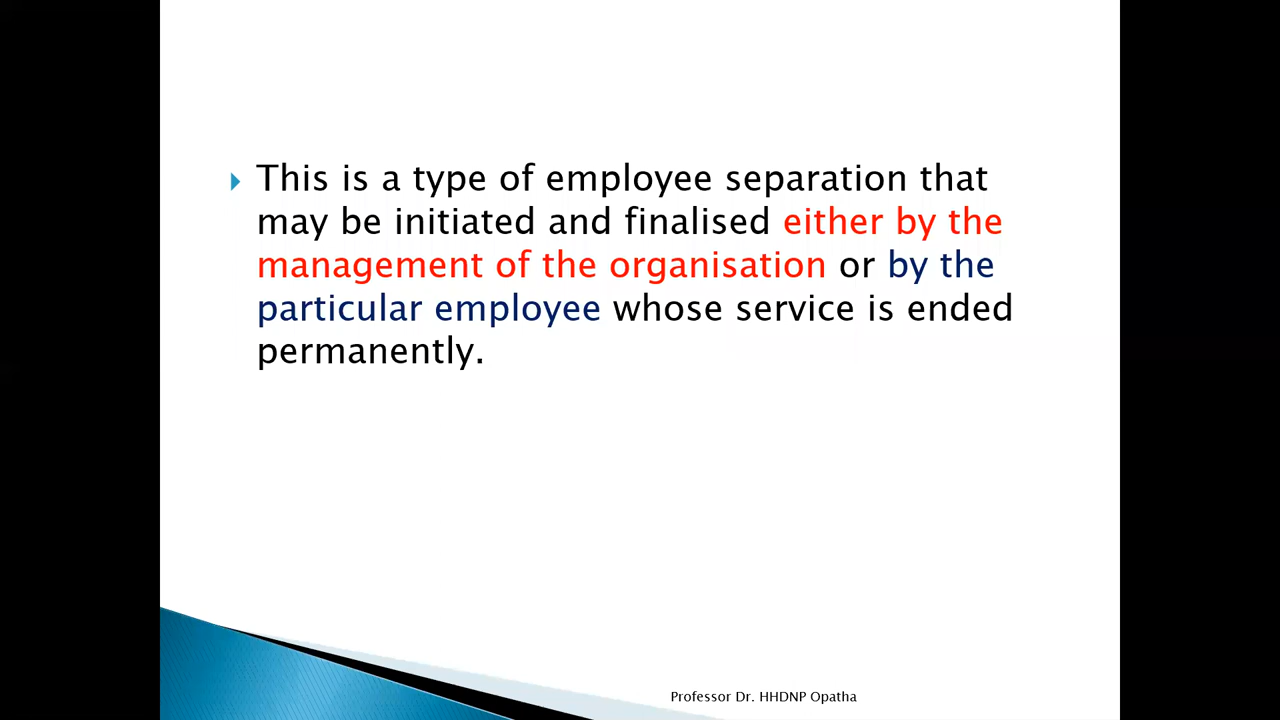 This is a type of employee separation that
may be initiated and finalised either by the
management of the organisation or by the
particular employee whose service is ended
permanently.
Professor Dr. HHDNP Opatha